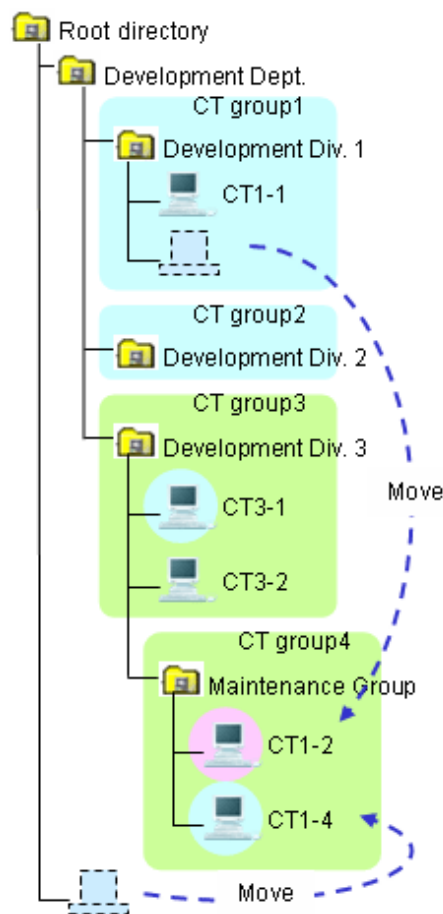 Root directory
Development Dept.
CT group1
Development Div. 1
CT1-1
CT group2
Development Div. 2
CT group3
Development Div. 3
CT3-1
Move
CT3-2
CT group4
Maintenance Group
CT1-2
CT1-4
Move